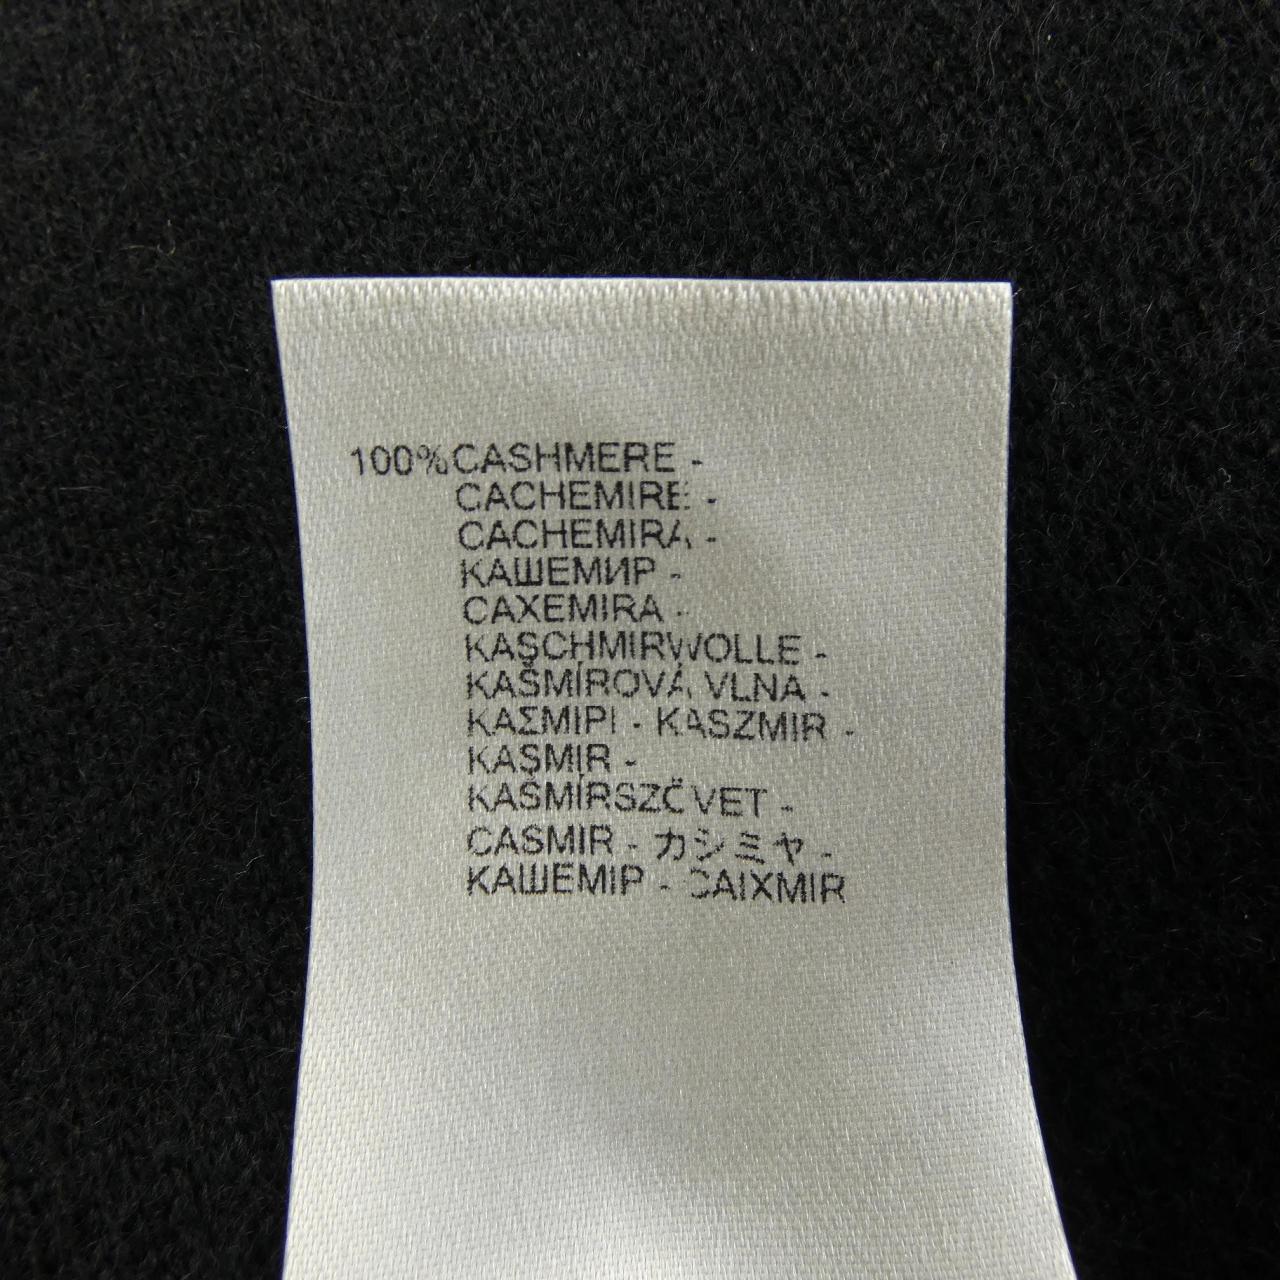 100%CASHMERE -
CACHEMIRE -
CACHEMIRA -
КАШЕМИР -
CAXEMIRA -
KASCHMIRWOLLE -
KAŠMÍROVÁ VLNA -
ΚΑΣΜΙΡΙ - KASZMIR -
KAŞMIR -
KAŠMÍRSZÖVET -
CASMIR - カシミヤ -
КАШЕМІР - CAIXMIR